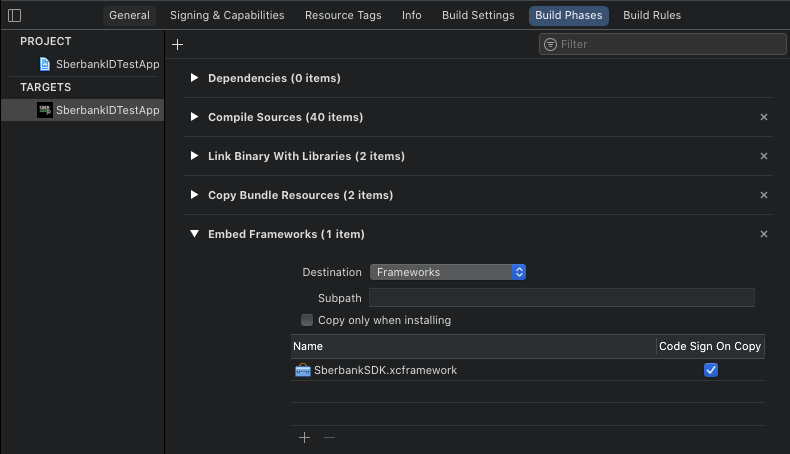 General Signing & Capabilities Resource Tags Info Build Settings Build Phases Build Rules
PROJECT
SberbankIDTestApp
TARGETS
SberbankIDTestApp
Filter
Dependencies (0 items)
Compile Sources (40 items)
Link Binary With Libraries (2 items)
Copy Bundle Resources (2 items)
Embed Frameworks (1 item)
Destination Frameworks
Subpath
Copy only when installing
Name Code Sign On Copy
SberbankSDK.xcframework